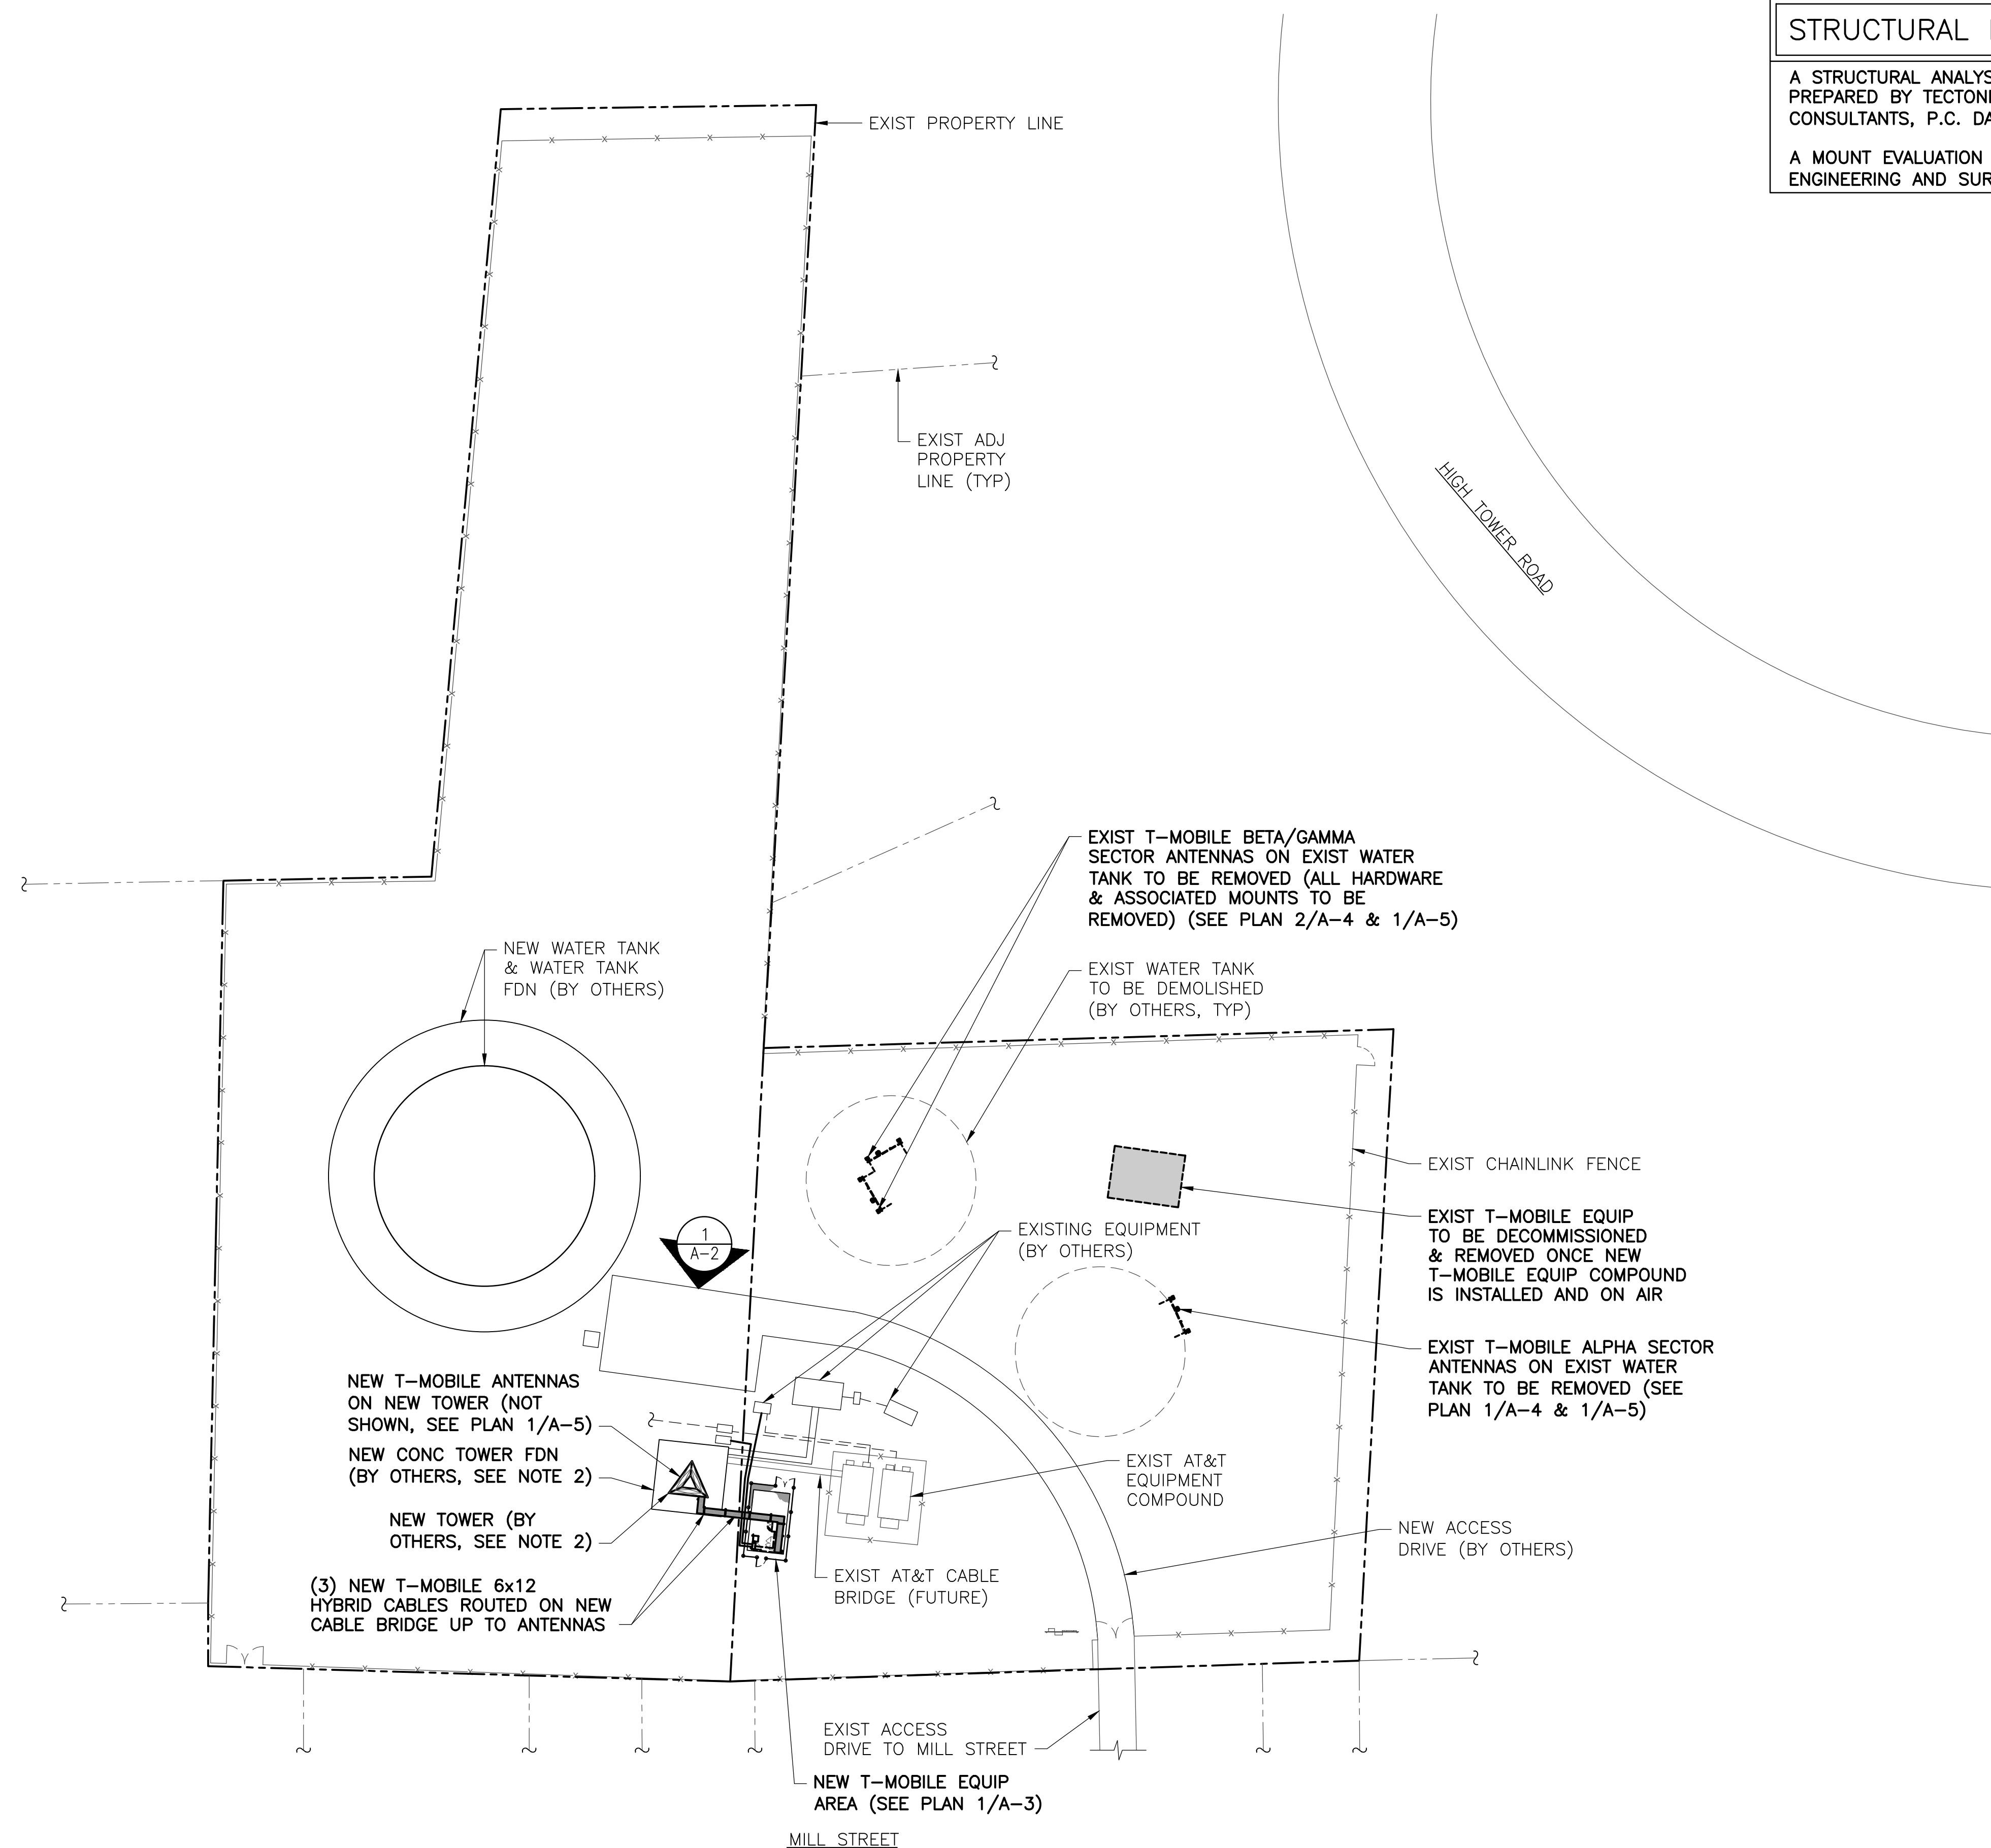 STRUCTURAL
A STRUCTURAL
PREPARED BY
CONSULTANTS, P.C.
A MOUNT EVALUATION
ENGINEERING AND
EXIST PROPERTY LINE
EXIST ADJ
PROPERTY
LINE (TYP)
HIGH TOWER ROAD
EXIST T-MOBILE BETA/GAMMA
SECTOR ANTENNAS ON EXIST WATER
TANK TO BE REMOVED (ALL HARDWARE
& ASSOCIATED MOUNTS TO BE
REMOVED) (SEE PLAN 2/A-4 & 1/A-5)
NEW WATER TANK
& WATER TANK
FDN (BY OTHERS)
EXIST WATER TANK
TO BE DEMOLISHED
(BY OTHERS, TYP)
EXIST CHAINLINK FENCE
1
A-2
EXISTING EQUIPMENT
(BY OTHERS)
EXIST T-MOBILE EQUIP
TO BE DECOMMISSIONED
& REMOVED ONCE NEW
T-MOBILE EQUIP COMPOUND
IS INSTALLED AND ON AIR
EXIST T-MOBILE ALPHA SECTOR
ANTENNAS ON EXIST WATER
TANK TO BE REMOVED (SEE
PLAN 1/A-4 & 1/A-5)
NEW T-MOBILE ANTENNAS
ON NEW TOWER (NOT
SHOWN, SEE PLAN 1/A-5)
NEW CONC TOWER FDN
(BY OTHERS, SEE NOTE 2)
NEW TOWER (BY
OTHERS, SEE NOTE 2)
(3) NEW T-MOBILE 6x12
HYBRID CABLES ROUTED ON NEW
CABLE BRIDGE UP TO ANTENNAS
EXIST AT&T
EQUIPMENT
COMPOUND
NEW ACCESS
DRIVE (BY OTHERS)
EXIST AT&T CABLE
BRIDGE (FUTURE)
EXIST ACCESS
DRIVE TO MILL STREET
NEW T-MOBILE EQUIP
AREA (SEE PLAN 1/A-3)
MILL STREET